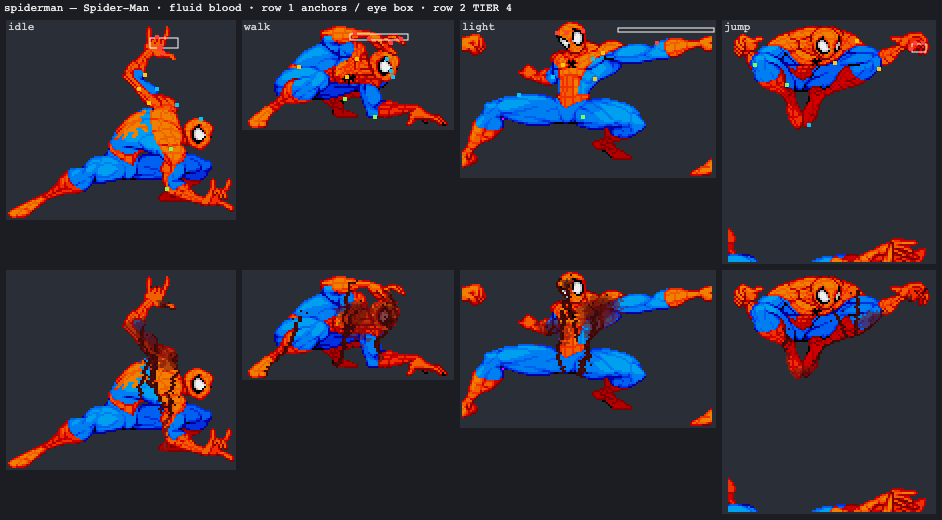 spiderman — Spider-Man · fluid blood · row 1 anchors / eye box · row 2 TIER 4
idle
walk
light
jump